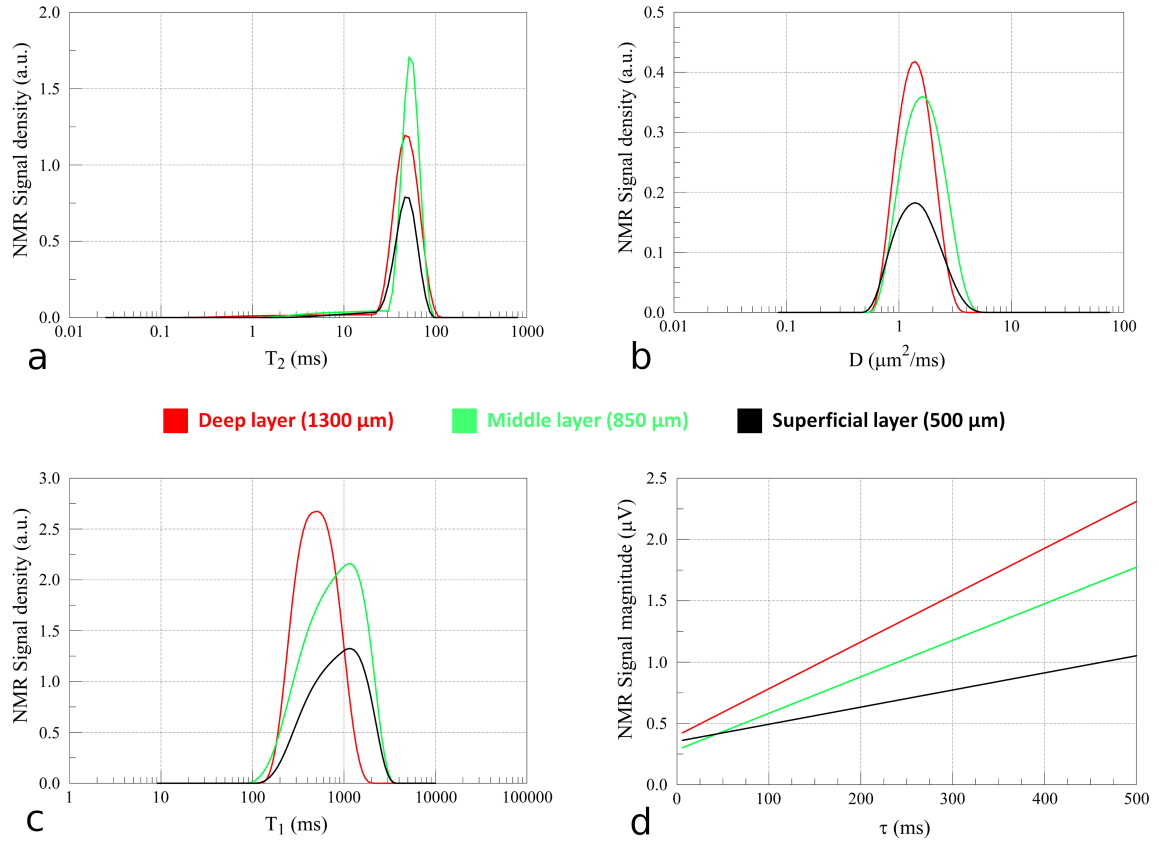 NMR Signal density (a.u.)
2.0
1.5
1.0
0.5
0.0
0.01 0.1 1 10 100 1000
T₂ (ms)
a
NMR Signal density (a.u.)
0.5
0.4
0.3
0.2
0.1
0.0
0.01 0.1 1 10 100
D (μm²/ms)
b
Deep layer (1300 μm) Middle layer (850 μm) Superficial layer (500 μm)
NMR Signal density (a.u.)
3.0
2.5
2.0
1.5
1.0
0.5
0.0
1 10 100 1000 10000 100000
T₁ (ms)
c
NMR Signal magnitude (μV)
2.5
2.0
1.5
1.0
0.5
0.0
0 100 200 300 400 500
τ (ms)
d